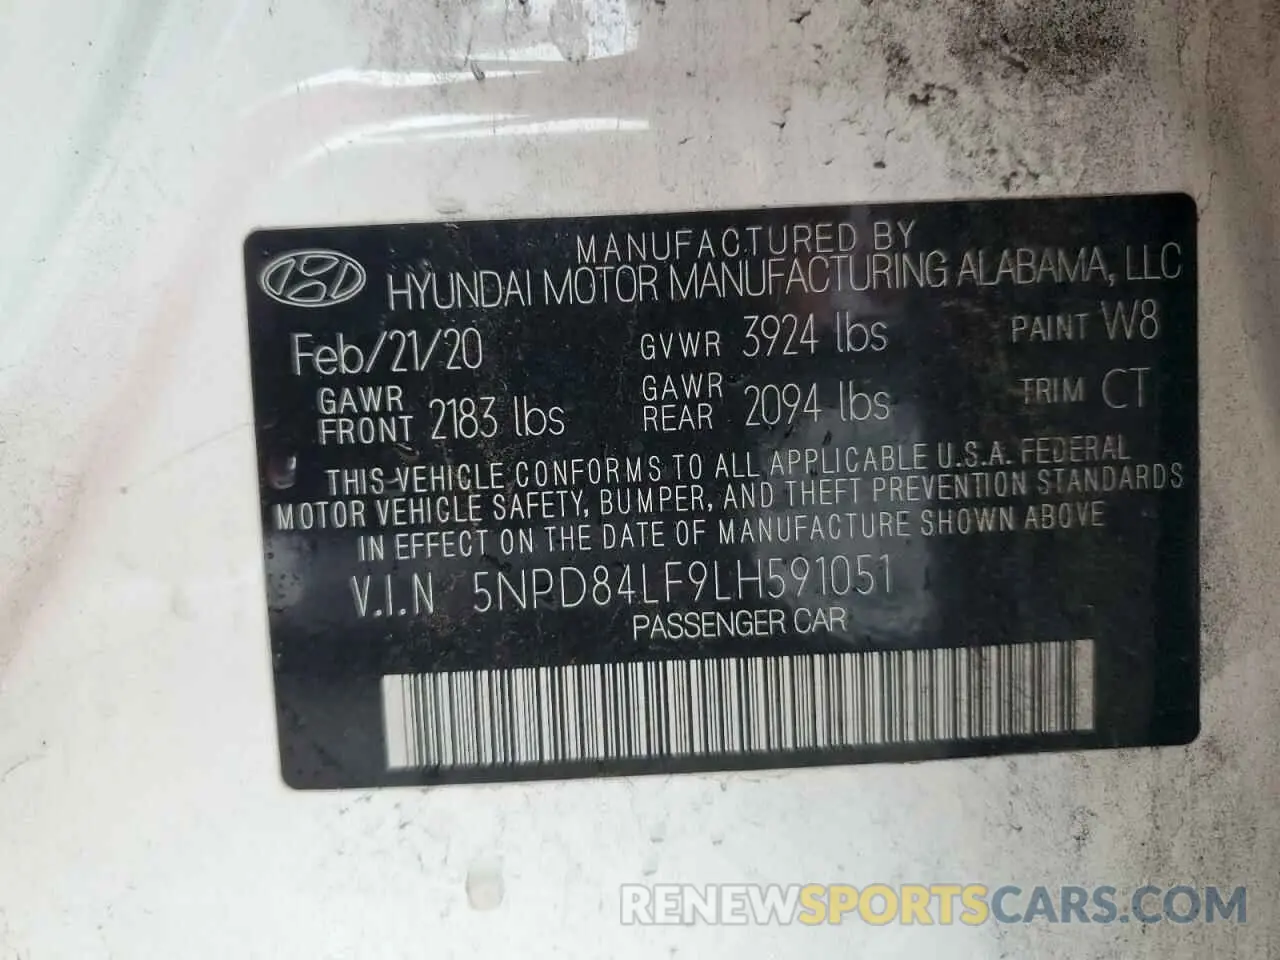 MANUFACTURED BY
HYUNDAI MOTOR MANUFACTURING ALABAMA, LLC
Feb/21/20 GVWR 3924 lbs PAINT W8
GAWR FRONT 2183 lbs GAWR REAR 2094 lbs TRIM CT
THIS VEHICLE CONFORMS TO ALL APPLICABLE U.S.A. FEDERAL
MOTOR VEHICLE SAFETY, BUMPER, AND THEFT PREVENTION STANDARDS
IN EFFECT ON THE DATE OF MANUFACTURE SHOWN ABOVE
V.I.N 5NPD84LF9LH591051
PASSENGER CAR
RENEWSPORTSCARS.COM